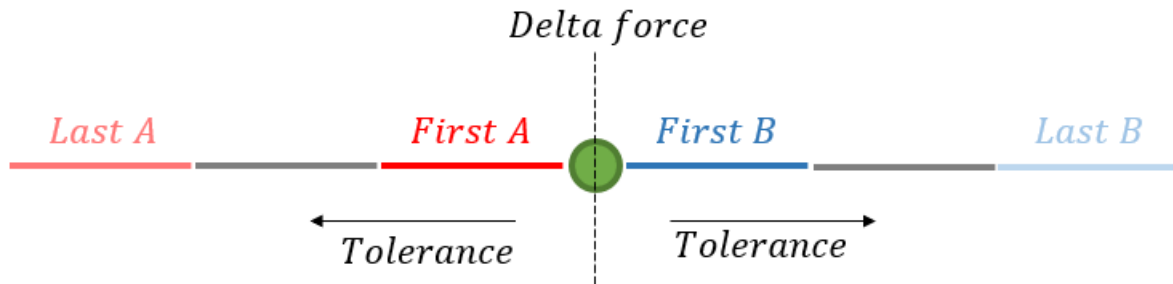 Delta force
Last A
First A
First B
Last B
Tolerance
Tolerance